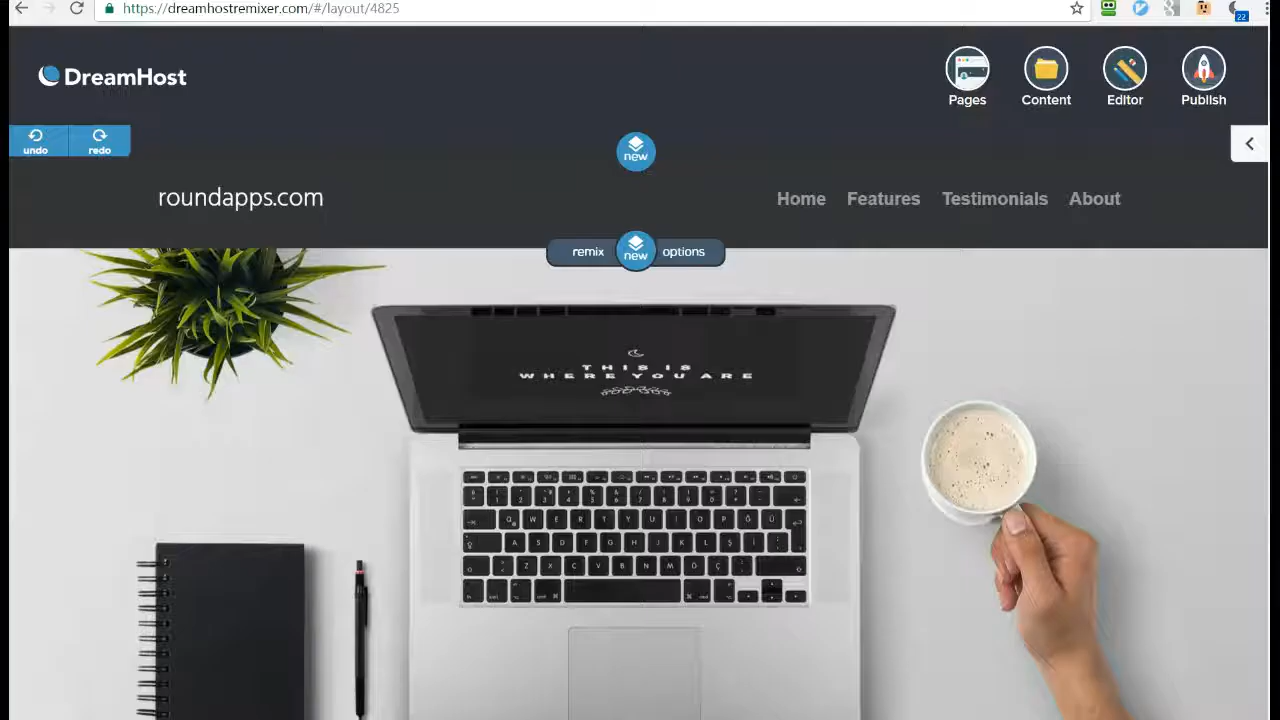 https://dreamhostremixer.com/#/layout/4825
22
DreamHost
Pages
Content
Editor
Publish
undo
redo
new
roundapps.com
Home
Features
Testimonials
About
remix
new
options
THIS IS
WHERE YOU ARE